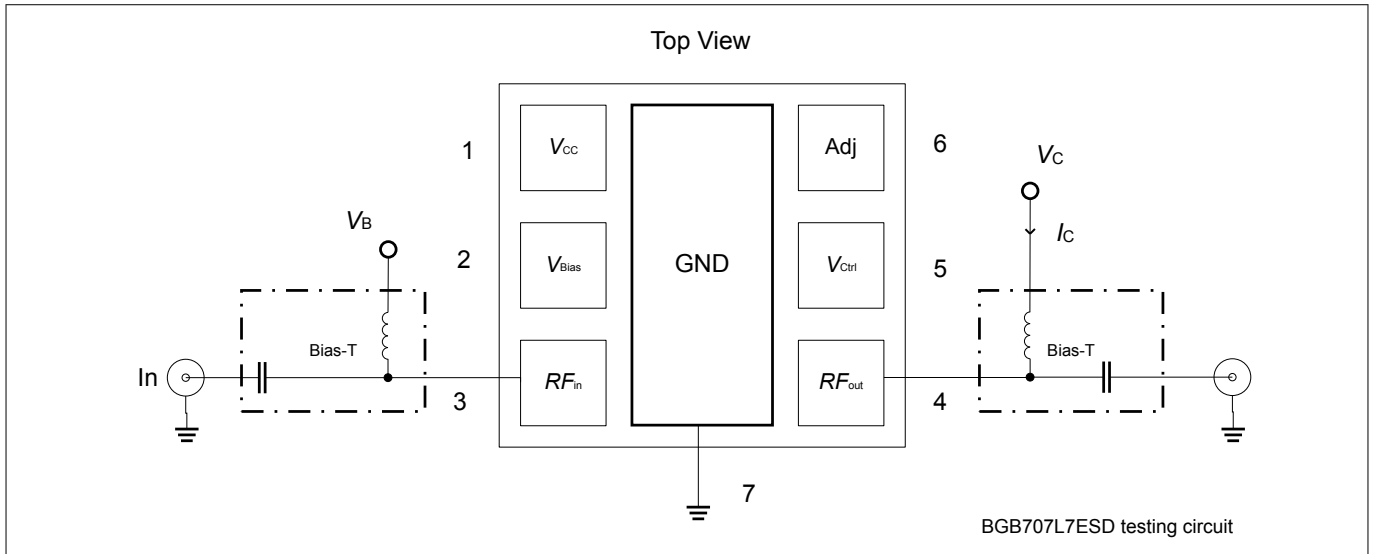 Top View
1
VCC
Adj
6
VC
VB
IC
2
VBias
GND
VCtrl
5
Bias-T
Bias-T
In
RFin
RFout
3
4
7
BGB707L7ESD testing circuit